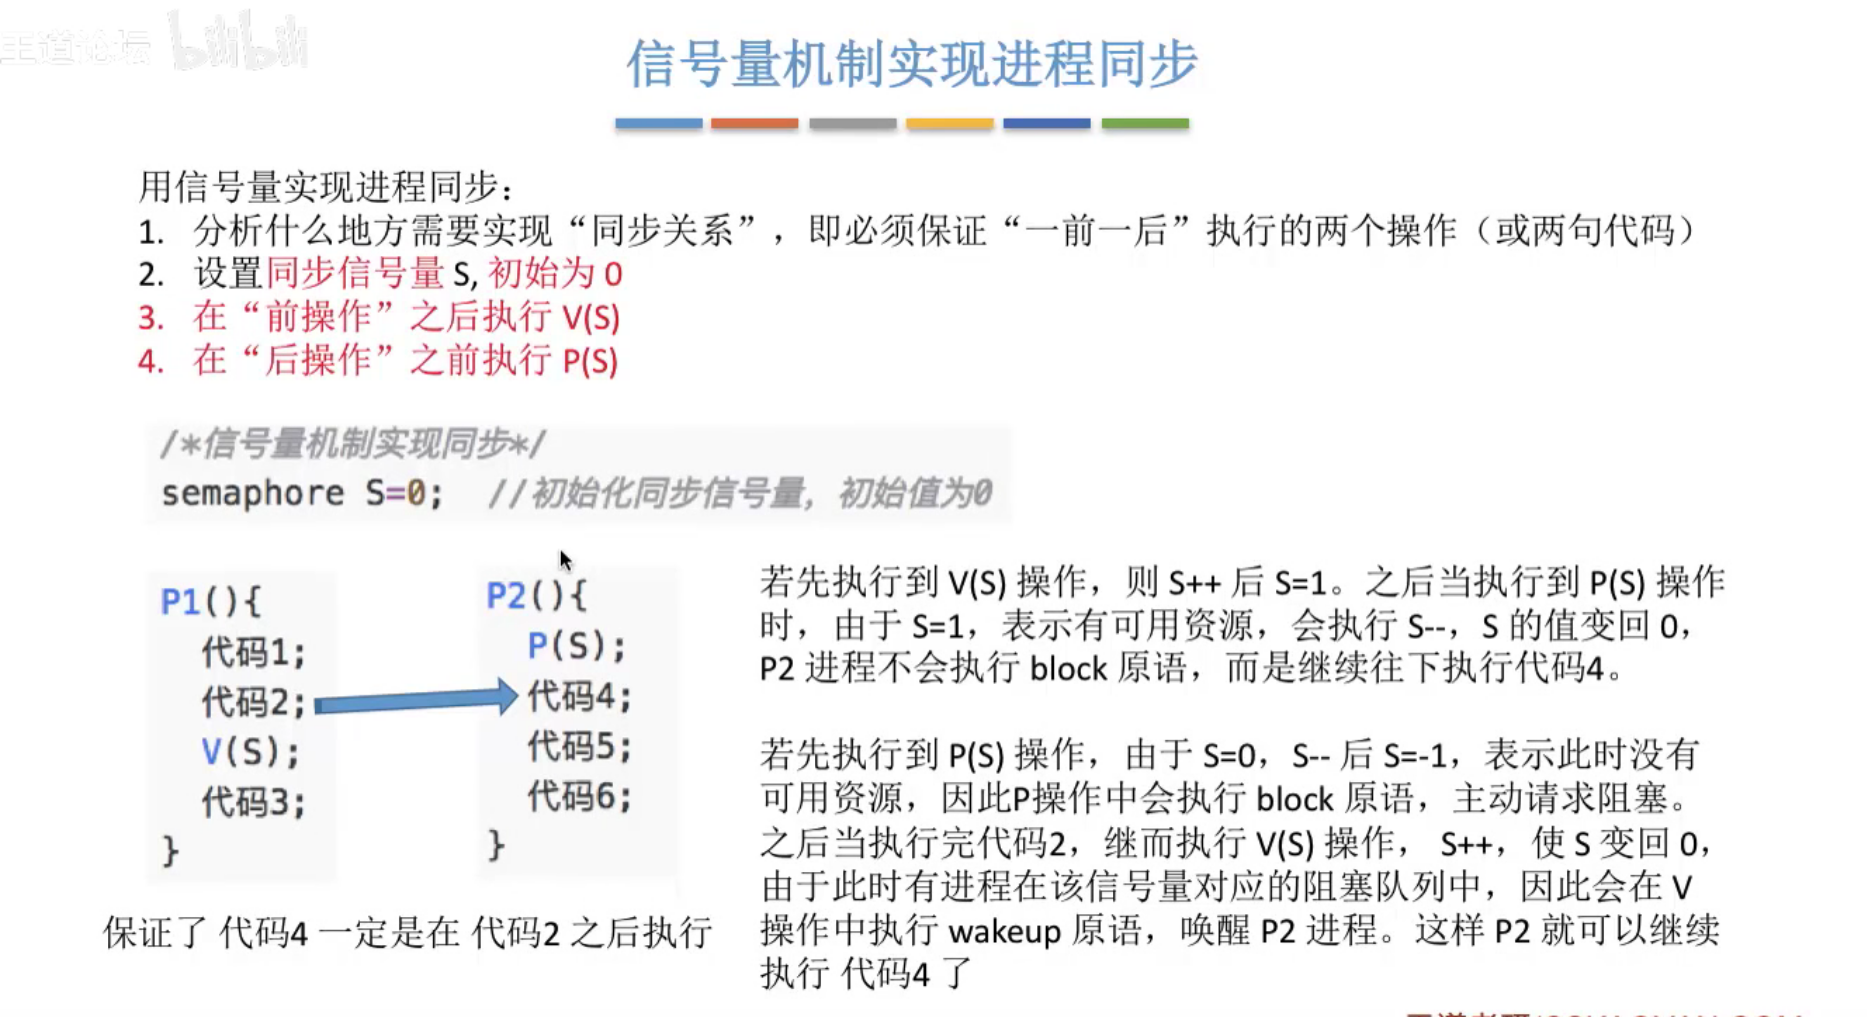 王道论坛 bilibili
信号量机制实现进程同步
用信号量实现进程同步：
1. 分析什么地方需要实现“同步关系”，即必须保证“一前一后”执行的两个操作（或两句代码）
2. 设置同步信号量 S, 初始为 0
3. 在“前操作”之后执行 V(S)
4. 在“后操作”之前执行 P(S)
/*信号量机制实现同步*/
semaphore S=0; //初始化同步信号量，初始值为0
P1(){
代码1;
代码2;
V(S);
代码3;
}
P2(){
P(S);
代码4;
代码5;
代码6;
}
保证了 代码4 一定是在 代码2 之后执行
若先执行到 V(S) 操作，则 S++ 后 S=1。之后当执行到 P(S) 操作
时，由于 S=1，表示有可用资源，会执行 S--，S 的值变回 0，
P2 进程不会执行 block 原语，而是继续往下执行代码4。
若先执行到 P(S) 操作，由于 S=0，S-- 后 S=-1，表示此时没有
可用资源，因此P操作中会执行 block 原语，主动请求阻塞。
之后当执行完代码2，继而执行 V(S) 操作， S++，使 S 变回 0，
由于此时有进程在该信号量对应的阻塞队列中，因此会在 V
操作中执行 wakeup 原语，唤醒 P2 进程。这样 P2 就可以继续
执行 代码4 了